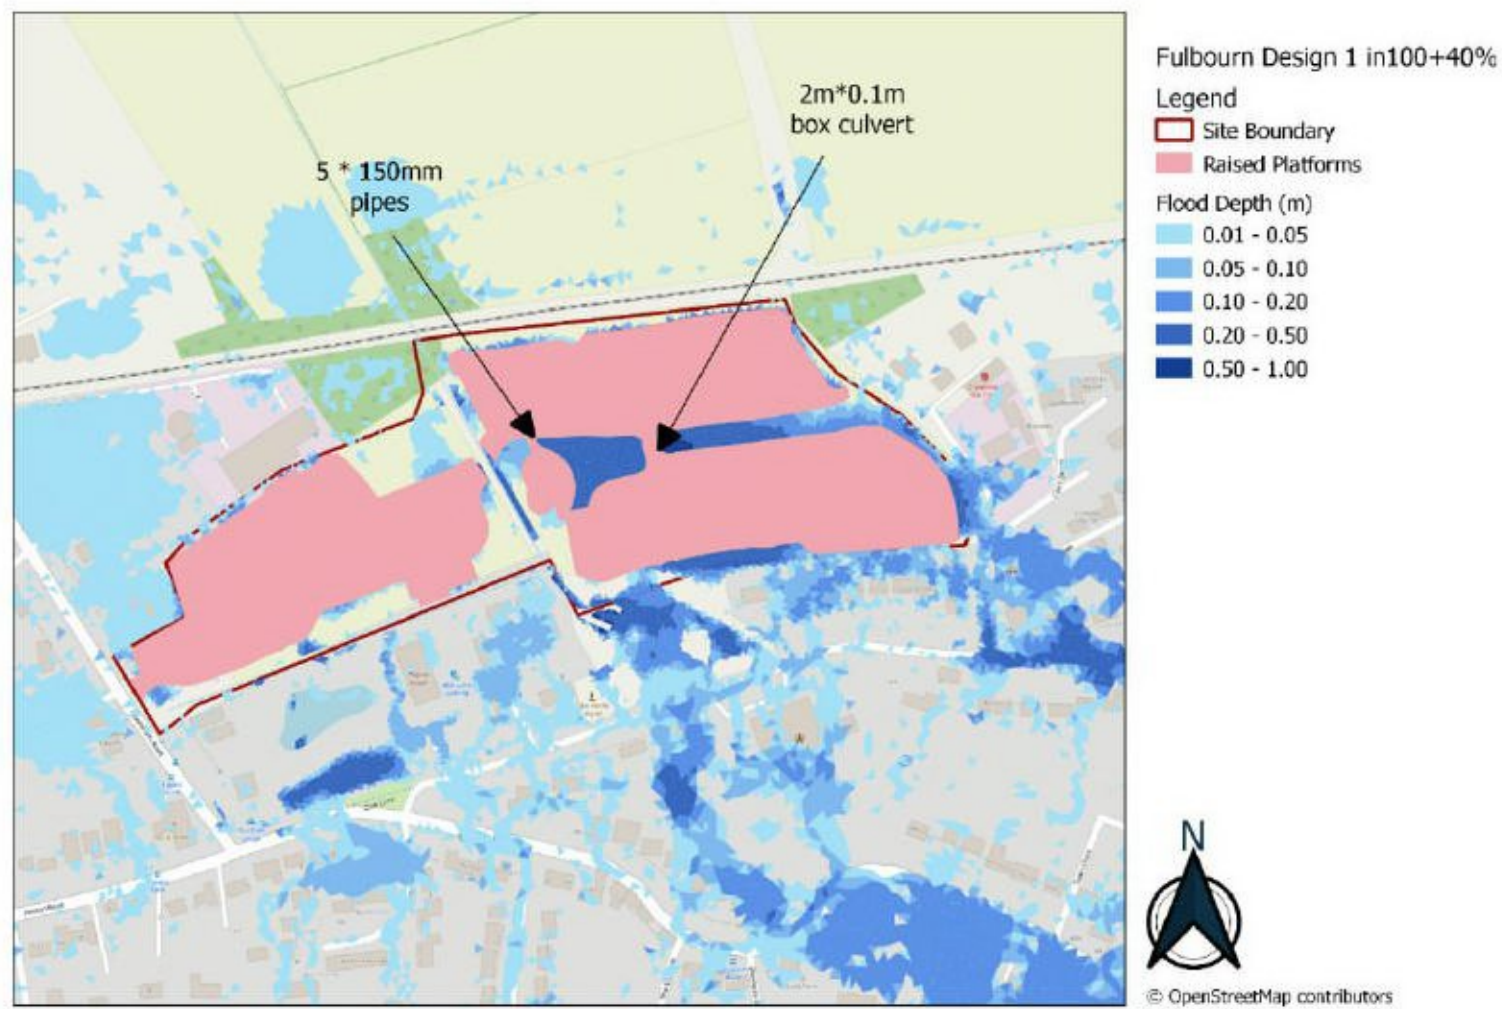 2m*0.1m
box culvert
5 * 150mm
pipes
Fulbourn Design 1 in100+40%
Legend
Site Boundary
Raised Platforms
Flood Depth (m)
0.01 - 0.05
0.05 - 0.10
0.10 - 0.20
0.20 - 0.50
0.50 - 1.00
N
© OpenStreetMap contributors